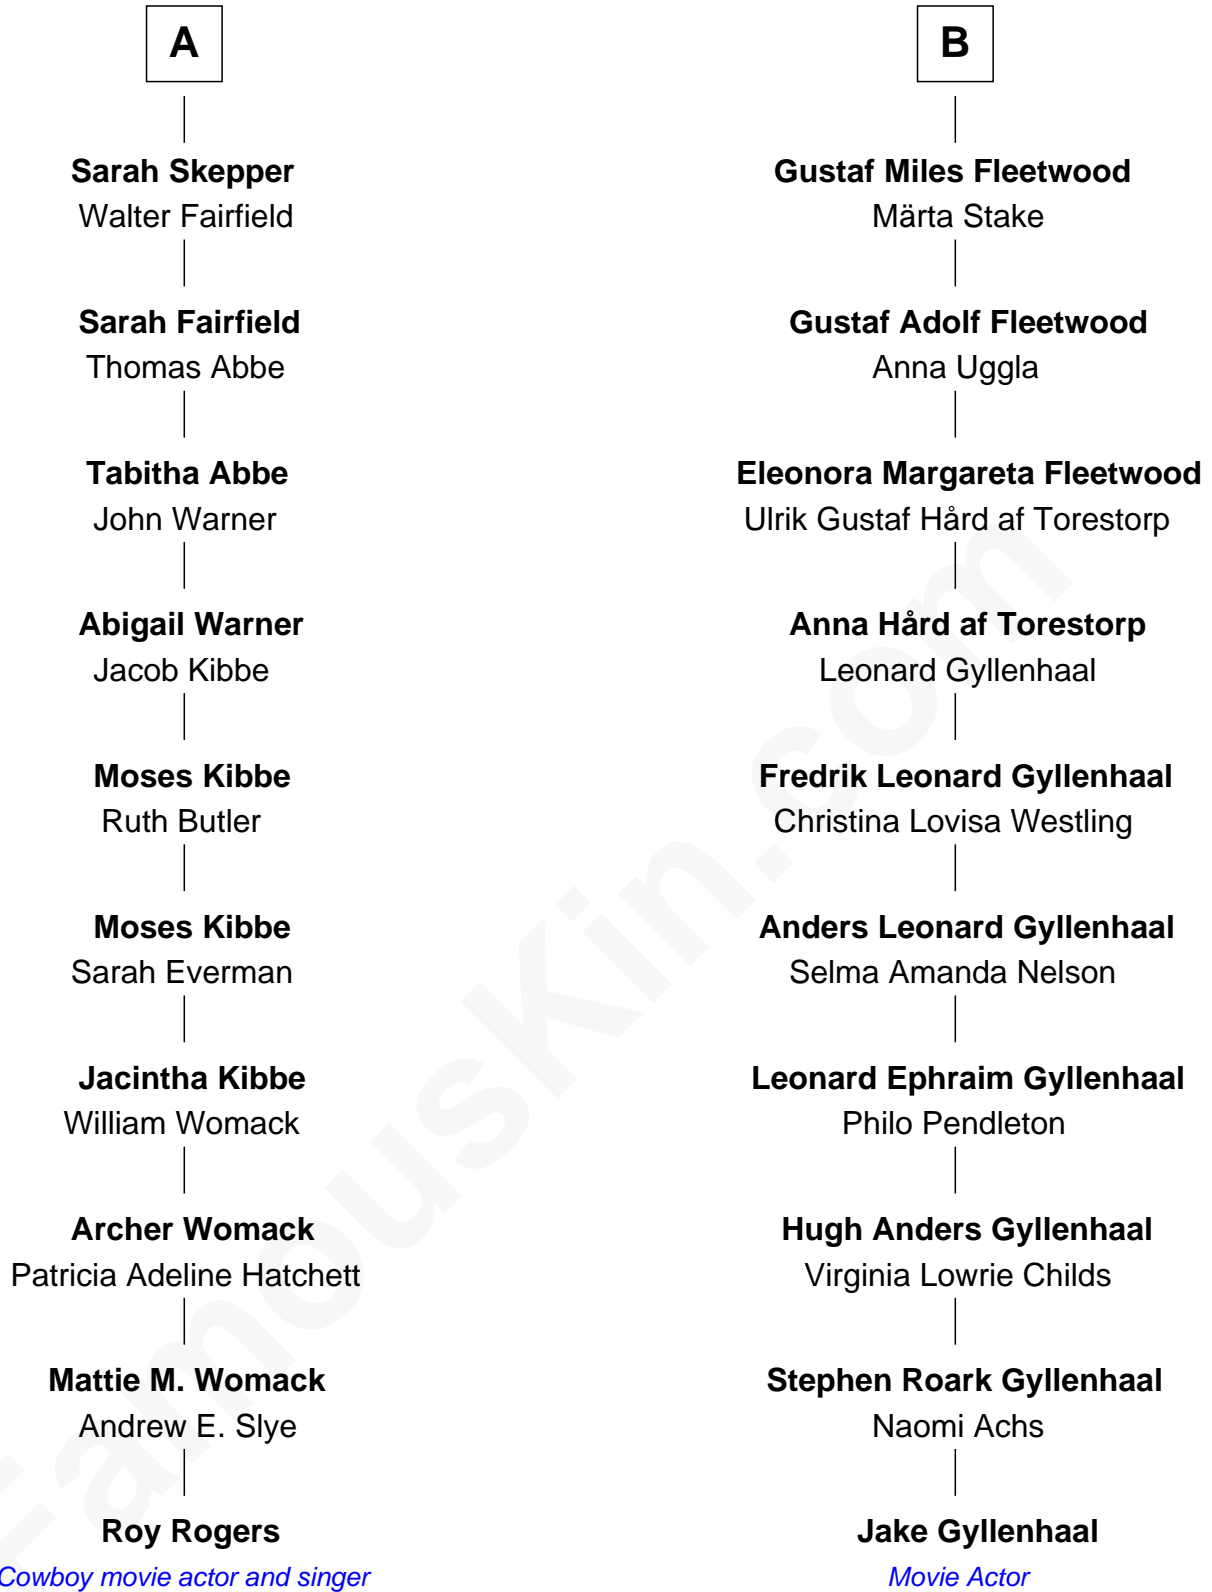 A
Sarah Skepper
Walter Fairfield
Sarah Fairfield
Thomas Abbe
Tabitha Abbe
John Warner
Abigail Warner
Jacob Kibbe
Moses Kibbe
Ruth Butler
Moses Kibbe
Sarah Everman
Jacintha Kibbe
William Womack
Archer Womack
Patricia Adeline Hatchett
Mattie M. Womack
Andrew E. Slye
Roy Rogers
Cowboy movie actor and singer
B
Gustaf Miles Fleetwood
Märta Stake
Gustaf Adolf Fleetwood
Anna Uggla
Eleonora Margareta Fleetwood
Ulrik Gustaf Hård af Torestorp
Anna Hård af Torestorp
Leonard Gyllenhaal
Fredrik Leonard Gyllenhaal
Christina Lovisa Westling
Anders Leonard Gyllenhaal
Selma Amanda Nelson
Leonard Ephraim Gyllenhaal
Philo Pendleton
Hugh Anders Gyllenhaal
Virginia Lowrie Childs
Stephen Roark Gyllenhaal
Naomi Achs
Jake Gyllenhaal
Movie Actor
FamousKin.com